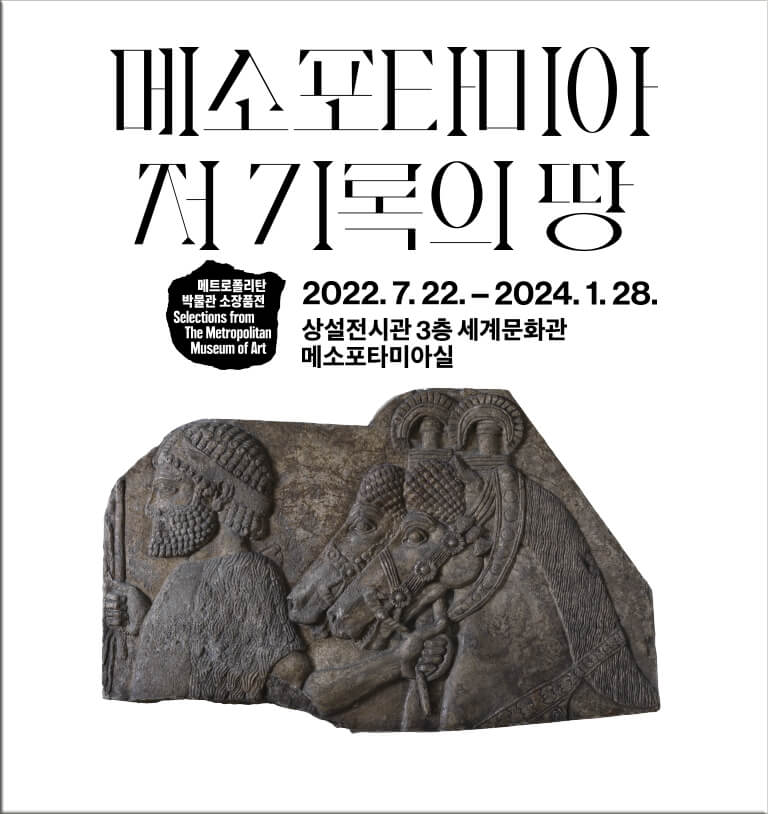 메소포타미아
저 기록의 땅
메트로폴리탄
박물관 소장품전
Selections from
The Metropolitan
Museum of Art
2022. 7. 22. – 2024. 1. 28.
상설전시관 3층 세계문화관
메소포타미아실